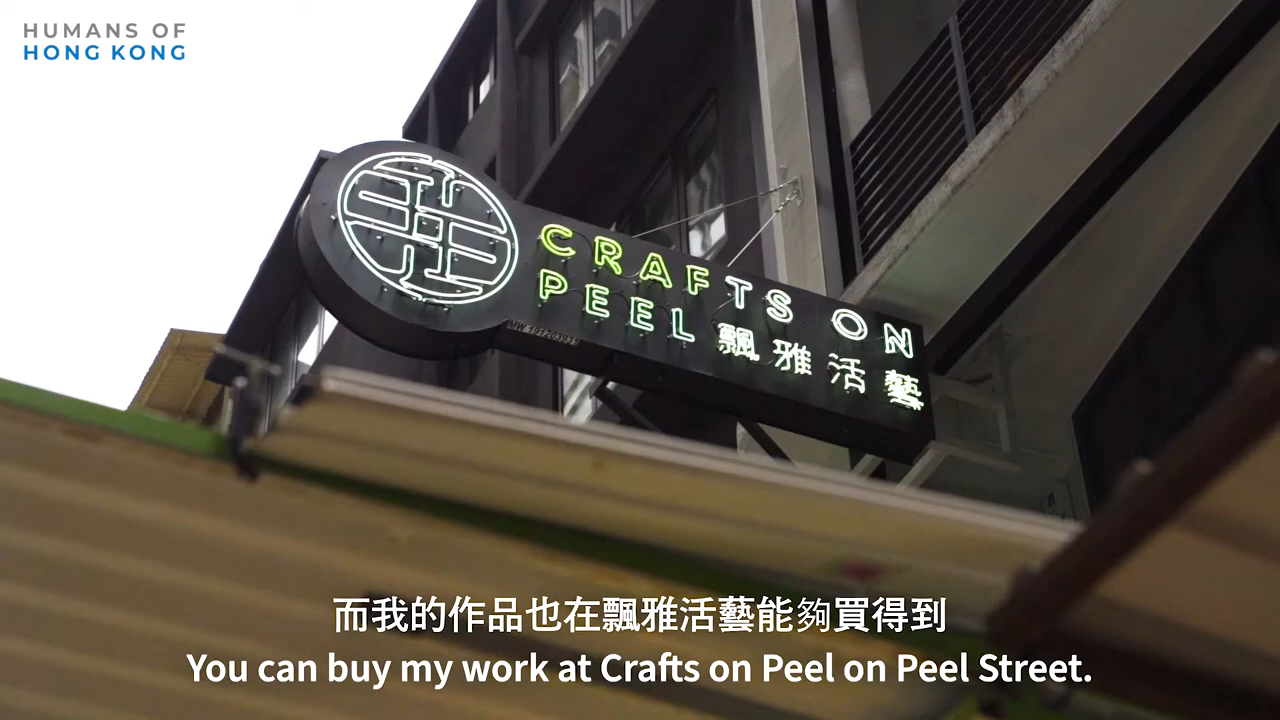 HUMANS OF
HONG KONG
CRAFTS ON
PEEL 飄雅活藝
MW 191203931
而我的作品也在飄雅活藝能夠買得到
You can buy my work at Crafts on Peel on Peel Street.